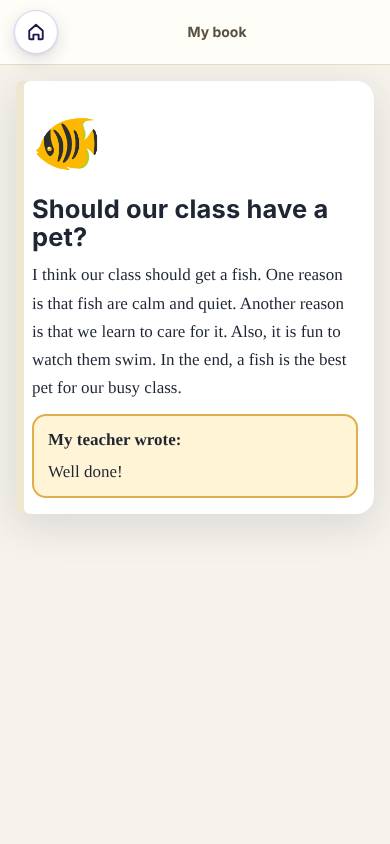 My book
Should our class have a
pet?
I think our class should get a fish. One reason
is that fish are calm and quiet. Another reason
is that we learn to care for it. Also, it is fun to
watch them swim. In the end, a fish is the best
pet for our busy class.
My teacher wrote:
Well done!